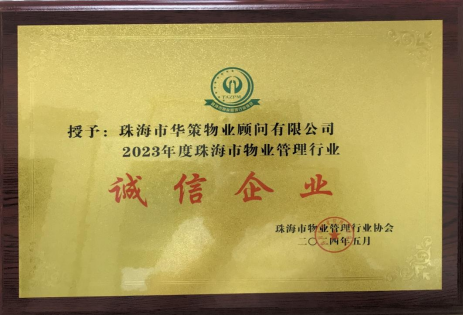 授予：珠海市华策物业顾问有限公司
2023年度珠海市物业管理行业
诚信企业
珠海市物业管理行业协会
二〇二四年五月